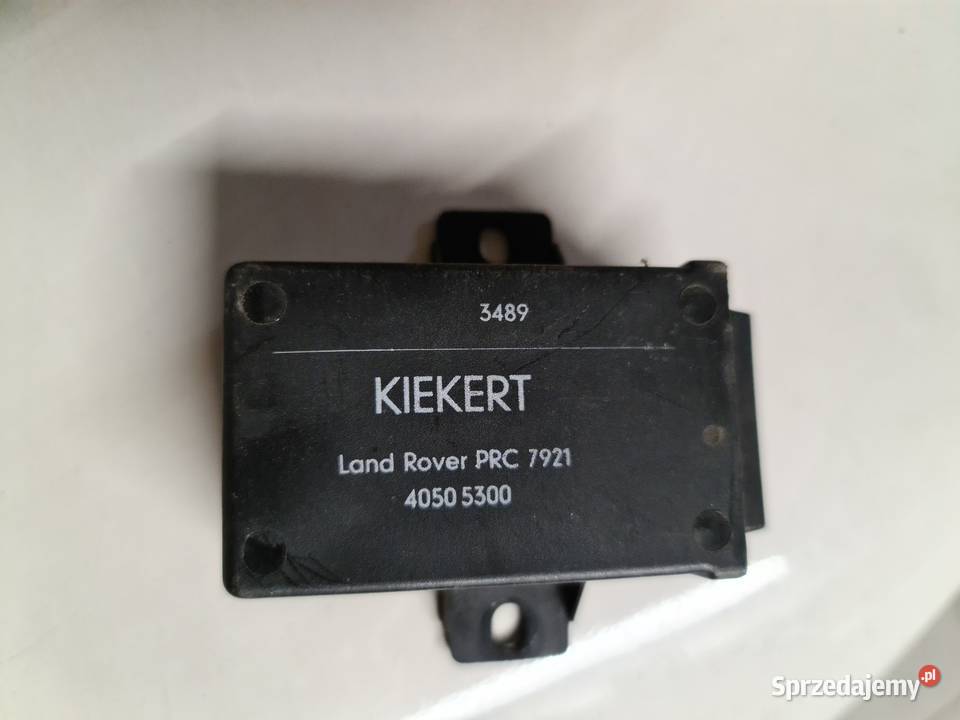 3489
KIEKERT
Land Rover PRC 7921
4050 5300
Sprzedajemy.pl